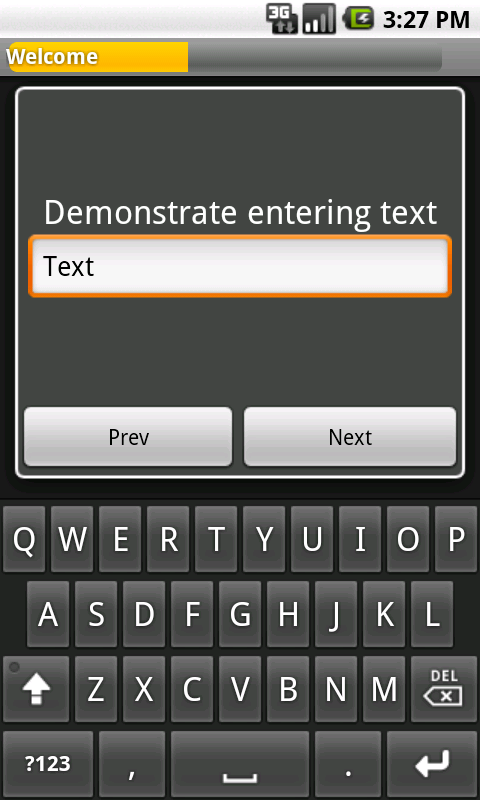 3G 3:27 PM
Welcome
Demonstrate entering text
Text
Prev Next
Q W E R T Y U I O P
A S D F G H J K L
Z X C V B N M DEL
?123 , .